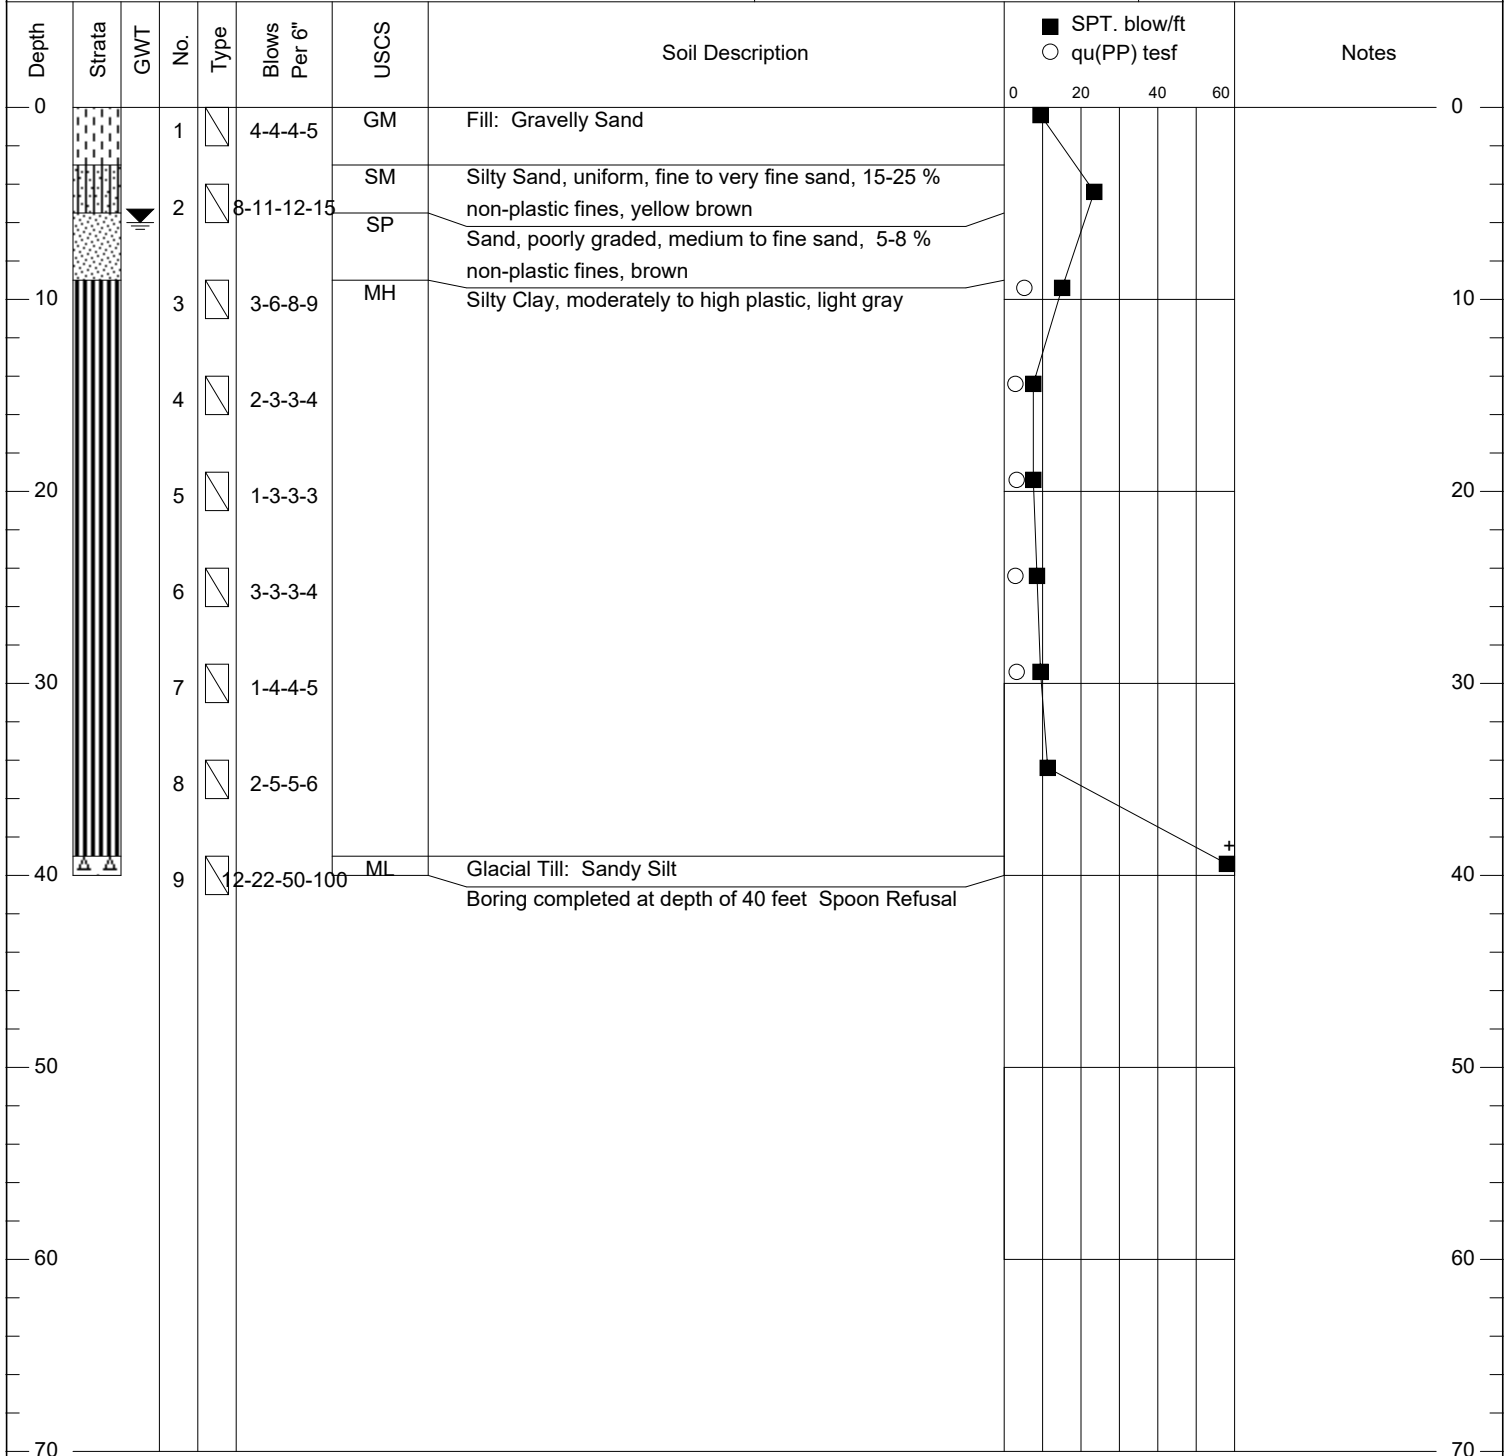 Depth Strata GWT No. Type Blows Per 6" USCS Soil Description Notes
SPT. blow/ft
qu(PP) tesf
0 20 40 60
0 0
1 4-4-4-5 GM Fill: Gravelly Sand
SM Silty Sand, uniform, fine to very fine sand, 15-25 %
2 8-11-12-15 non-plastic fines, yellow brown
SP Sand, poorly graded, medium to fine sand, 5-8 %
non-plastic fines, brown
MH Silty Clay, moderately to high plastic, light gray
10 3 3-6-8-9 10
4 2-3-3-4
20 5 1-3-3-3 20
6 3-3-3-4
30 7 1-4-4-5 30
8 2-5-5-6
+
ML Glacial Till: Sandy Silt
40 9 12-22-50-100 40
Boring completed at depth of 40 feet Spoon Refusal
50 50
60 60
70 70